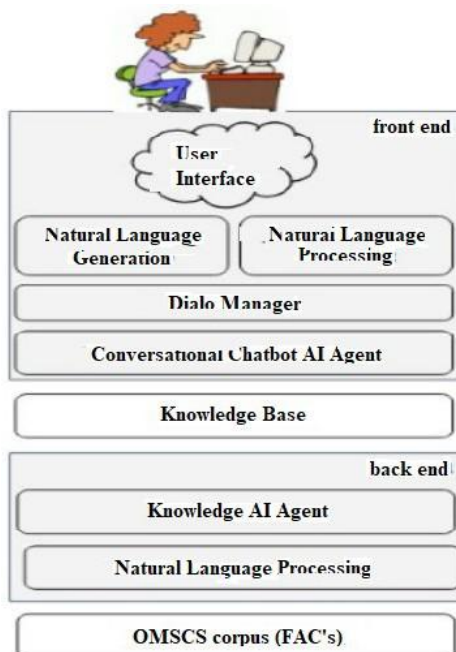 front end
User
Interface
Natural Language
Generation
Natural Language
Processing
Dialo Manager
Conversational Chatbot AI Agent
Knowledge Base
back end
Knowledge AI Agent
Natural Language Processing
OMSCS corpus (FAC's)